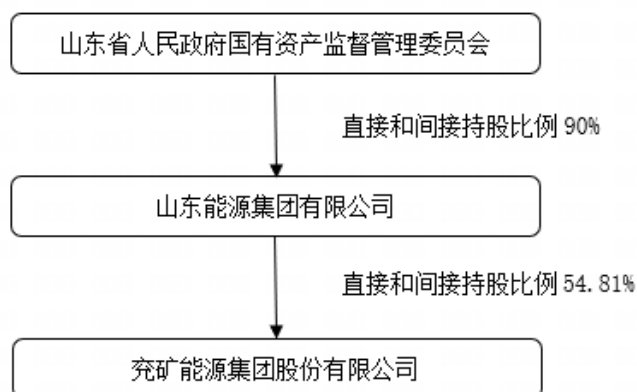 山东省人民政府国有资产监督管理委员会
直接和间接持股比例 90%
山东能源集团有限公司
直接和间接持股比例 54.81%
兖矿能源集团股份有限公司